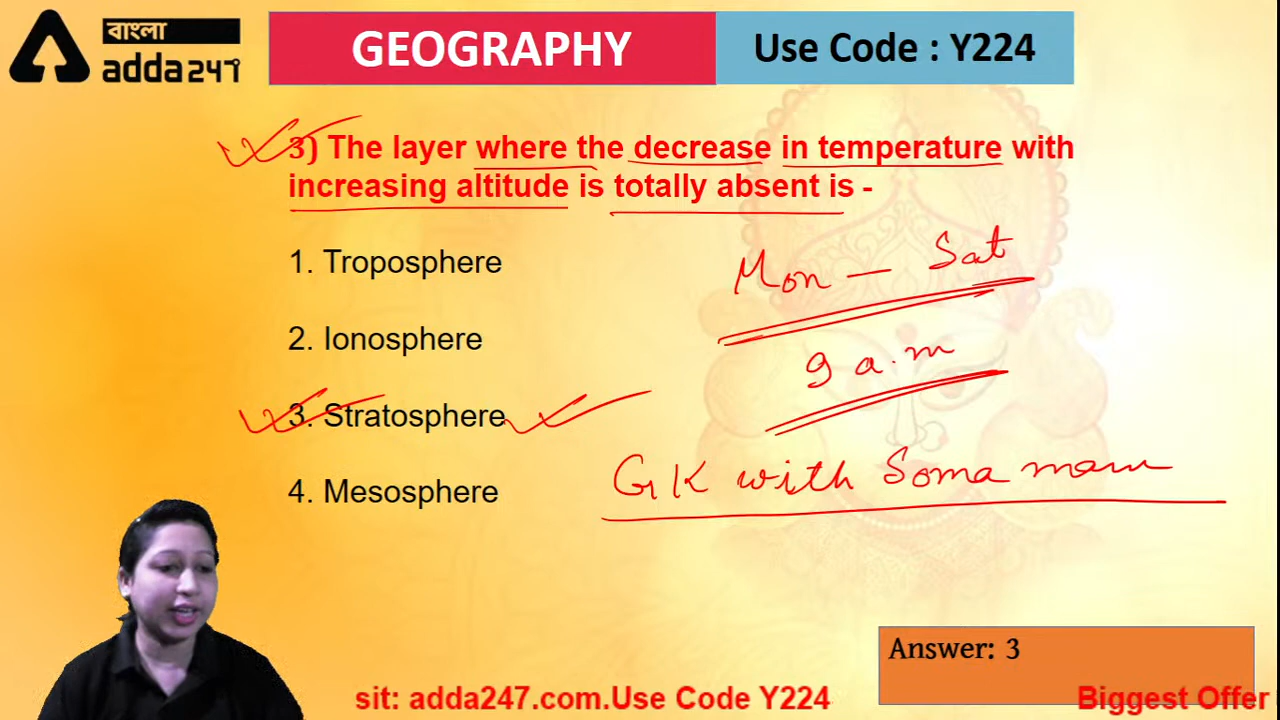 বাংলা
adda247
GEOGRAPHY
Use Code : Y224
3) The layer where the decrease in temperature with
increasing altitude is totally absent is -
1. Troposphere
2. Ionosphere
3. Stratosphere
4. Mesosphere
Mon — Sat
9 a.m
GK with Soma mam
Answer: 3
sit: adda247.com.Use Code Y224
Biggest Offer